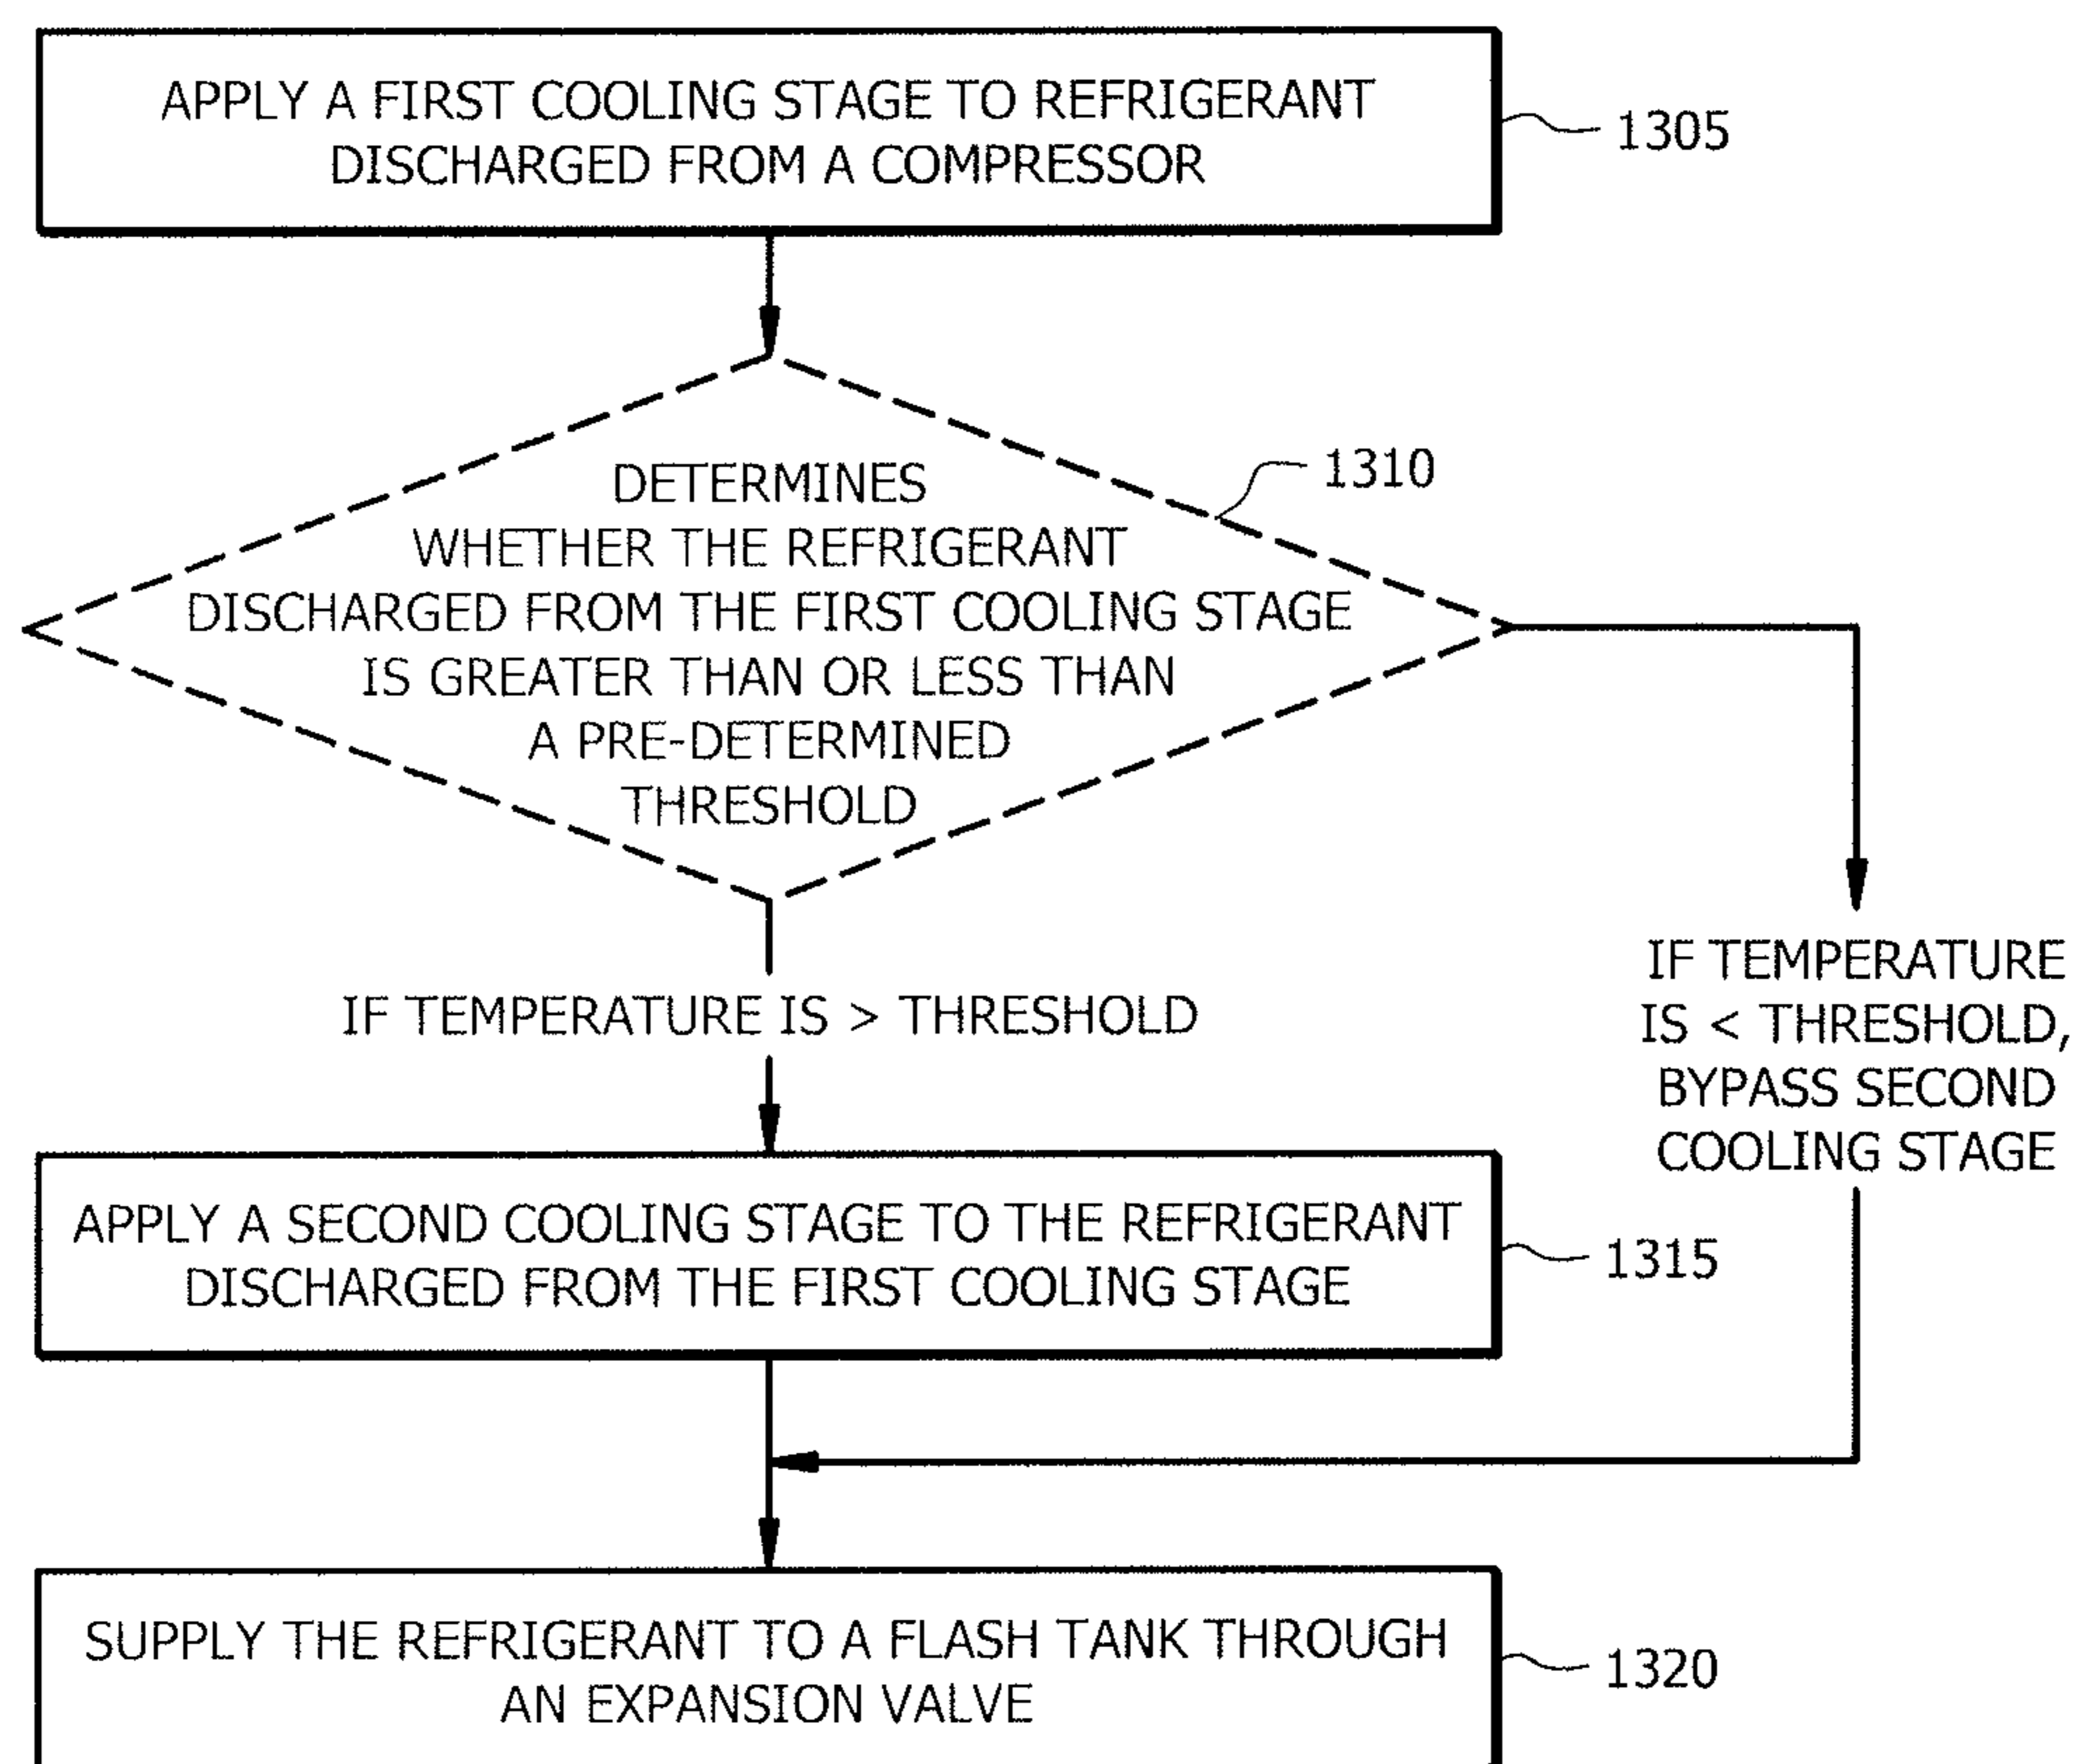 APPLY A FIRST COOLING STAGE TO REFRIGERANT
DISCHARGED FROM A COMPRESSOR
1305
1310
DETERMINES
WHETHER THE REFRIGERANT
DISCHARGED FROM THE FIRST COOLING STAGE
IS GREATER THAN OR LESS THAN
A PRE-DETERMINED
THRESHOLD
IF TEMPERATURE IS > THRESHOLD
IF TEMPERATURE
IS < THRESHOLD,
BYPASS SECOND
COOLING STAGE
APPLY A SECOND COOLING STAGE TO THE REFRIGERANT
DISCHARGED FROM THE FIRST COOLING STAGE
1315
SUPPLY THE REFRIGERANT TO A FLASH TANK THROUGH
AN EXPANSION VALVE
1320